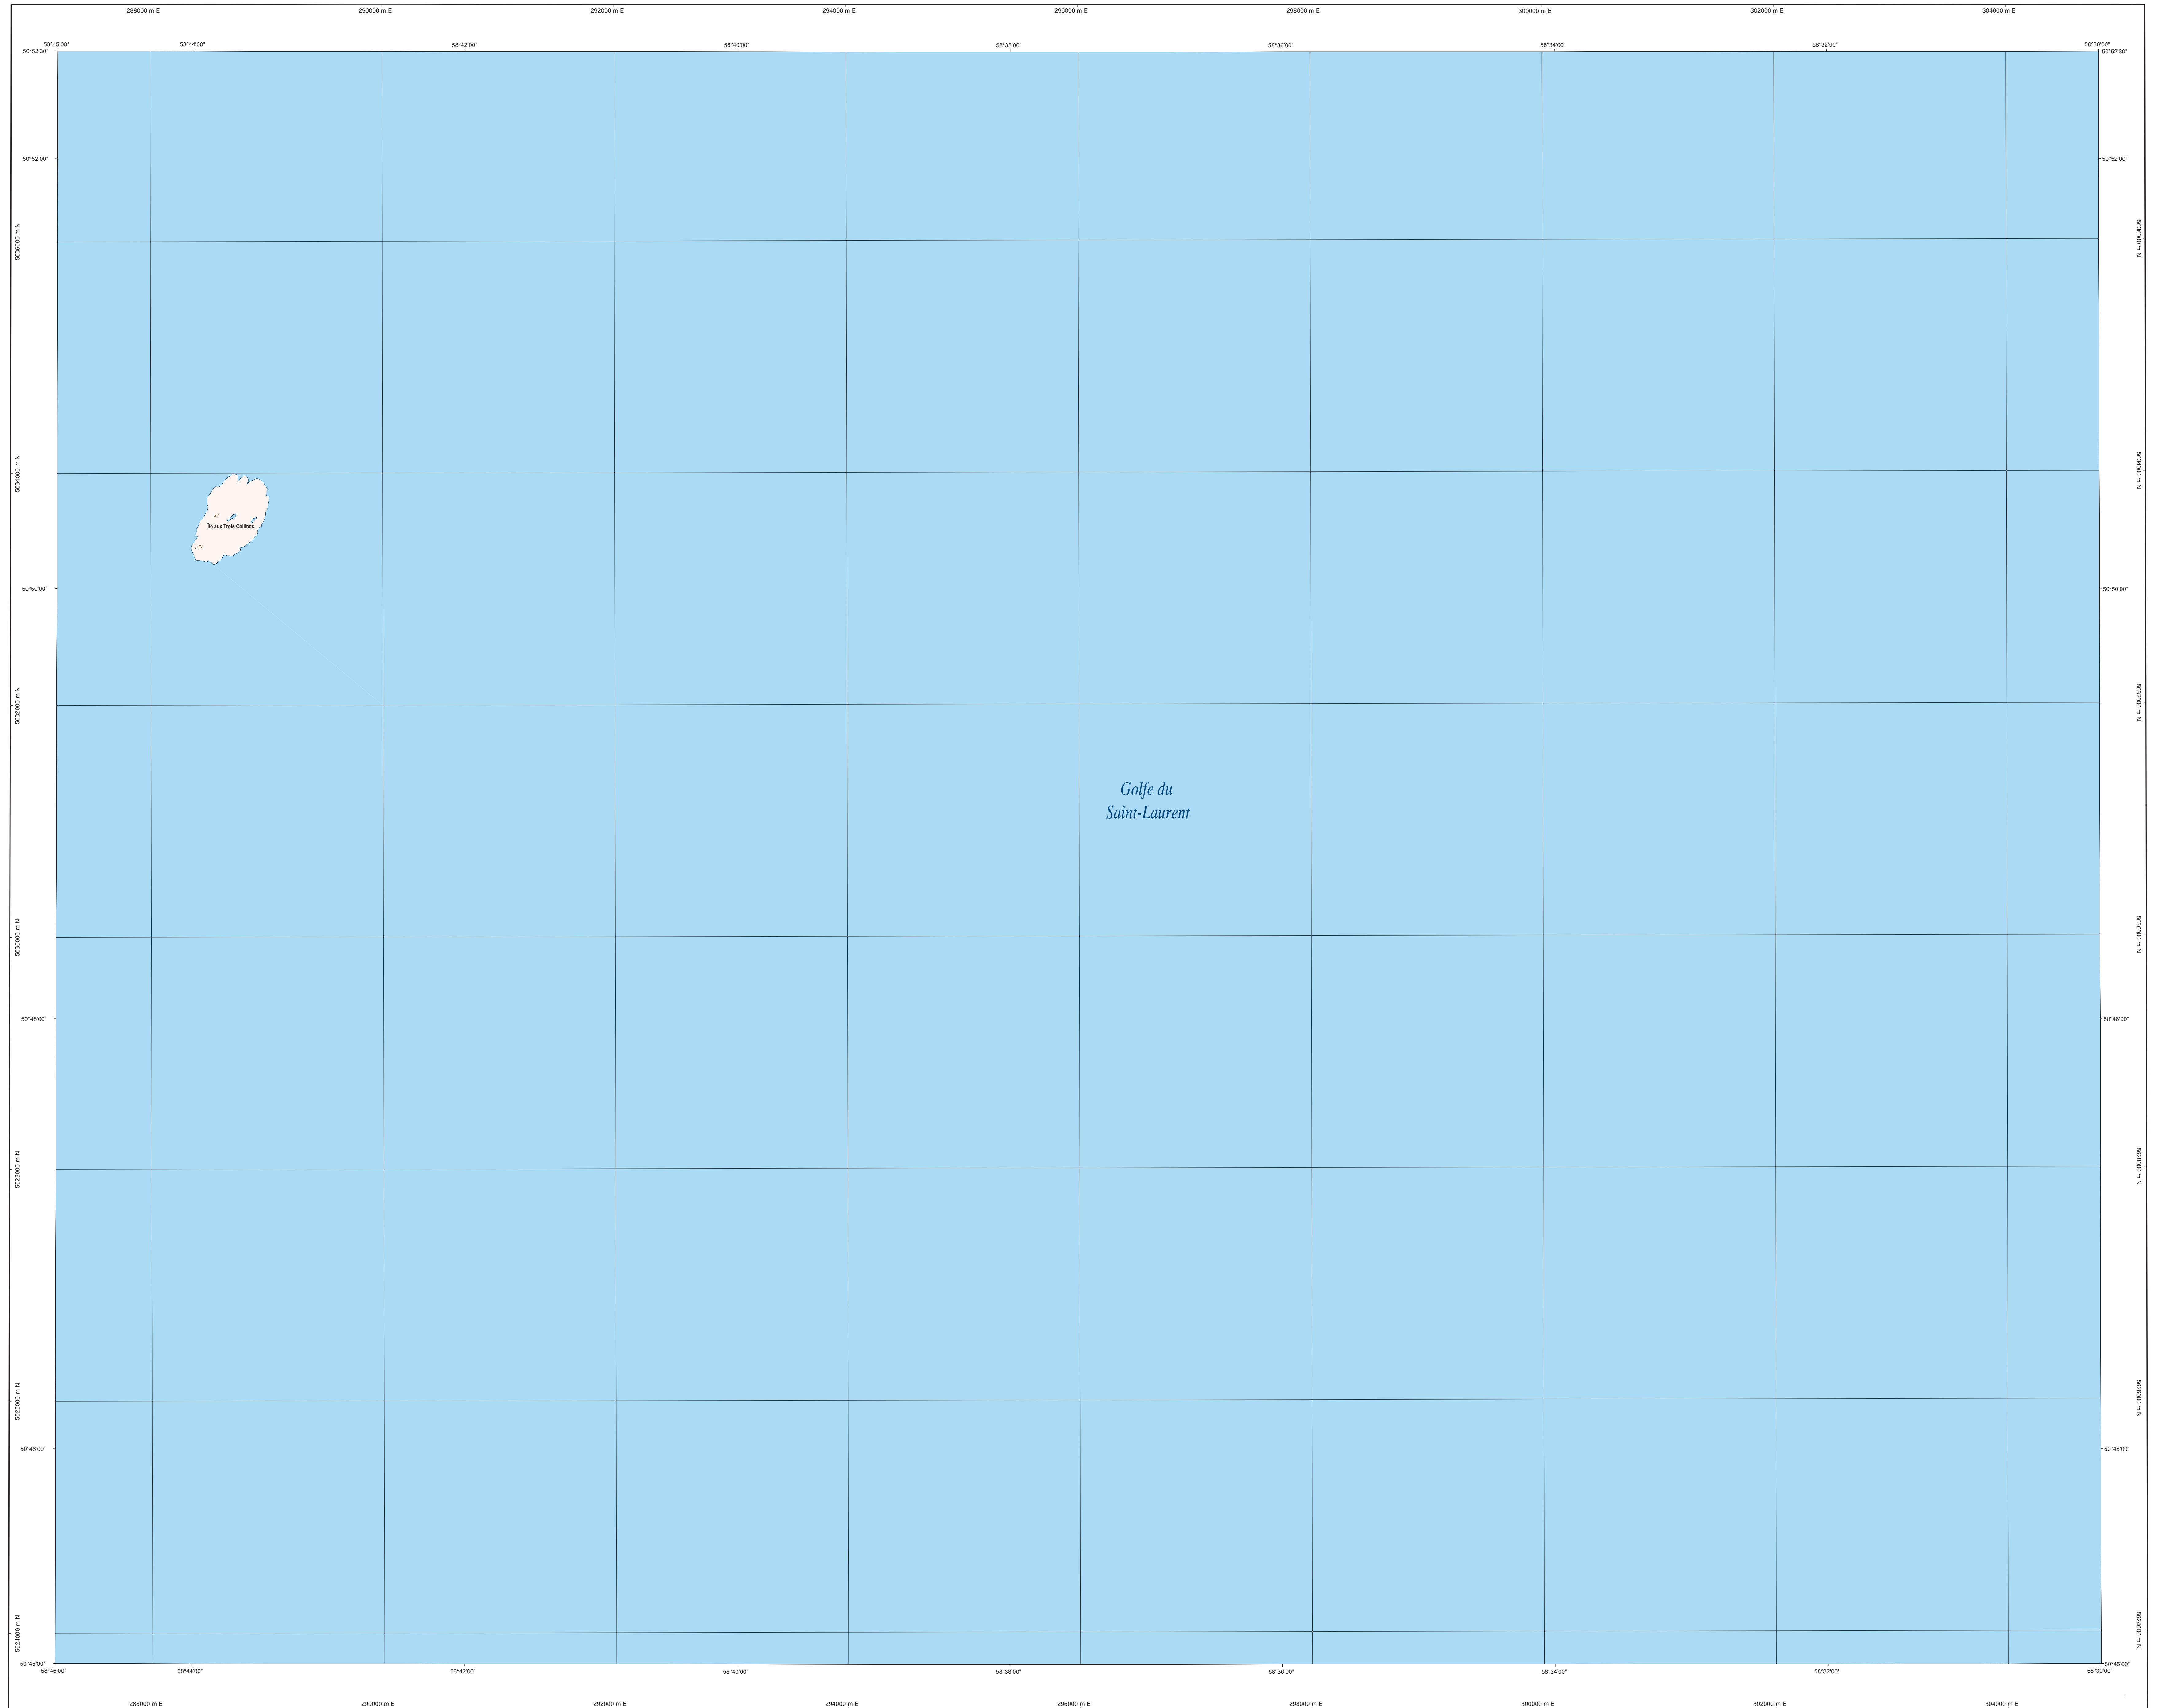 288000 m E 290000 m E 292000 m E 294000 m E 296000 m E 298000 m E 300000 m E 302000 m E 304000 m E
58°45'00" 58°44'00" 58°42'00" 58°40'00" 58°38'00" 58°36'00" 58°34'00" 58°32'00" 58°30'00"
50°52'30" 50°52'30"
50°52'00" 50°52'00"
5636000 m N 5636000 m N
5634000 m N 5634000 m N
37
Île aux Trois Collines
20
50°50'00" 50°50'00"
5632000 m N 5632000 m N
Golfe du
Saint-Laurent
5630000 m N 5630000 m N
50°48'00" 50°48'00"
5628000 m N 5628000 m N
5626000 m N 5626000 m N
50°46'00" 50°46'00"
5624000 m N 5624000 m N
50°45'00" 50°45'00"
58°45'00" 58°44'00" 58°42'00" 58°40'00" 58°38'00" 58°36'00" 58°34'00" 58°32'00" 58°30'00"
288000 m E 290000 m E 292000 m E 294000 m E 296000 m E 298000 m E 300000 m E 302000 m E 304000 m E